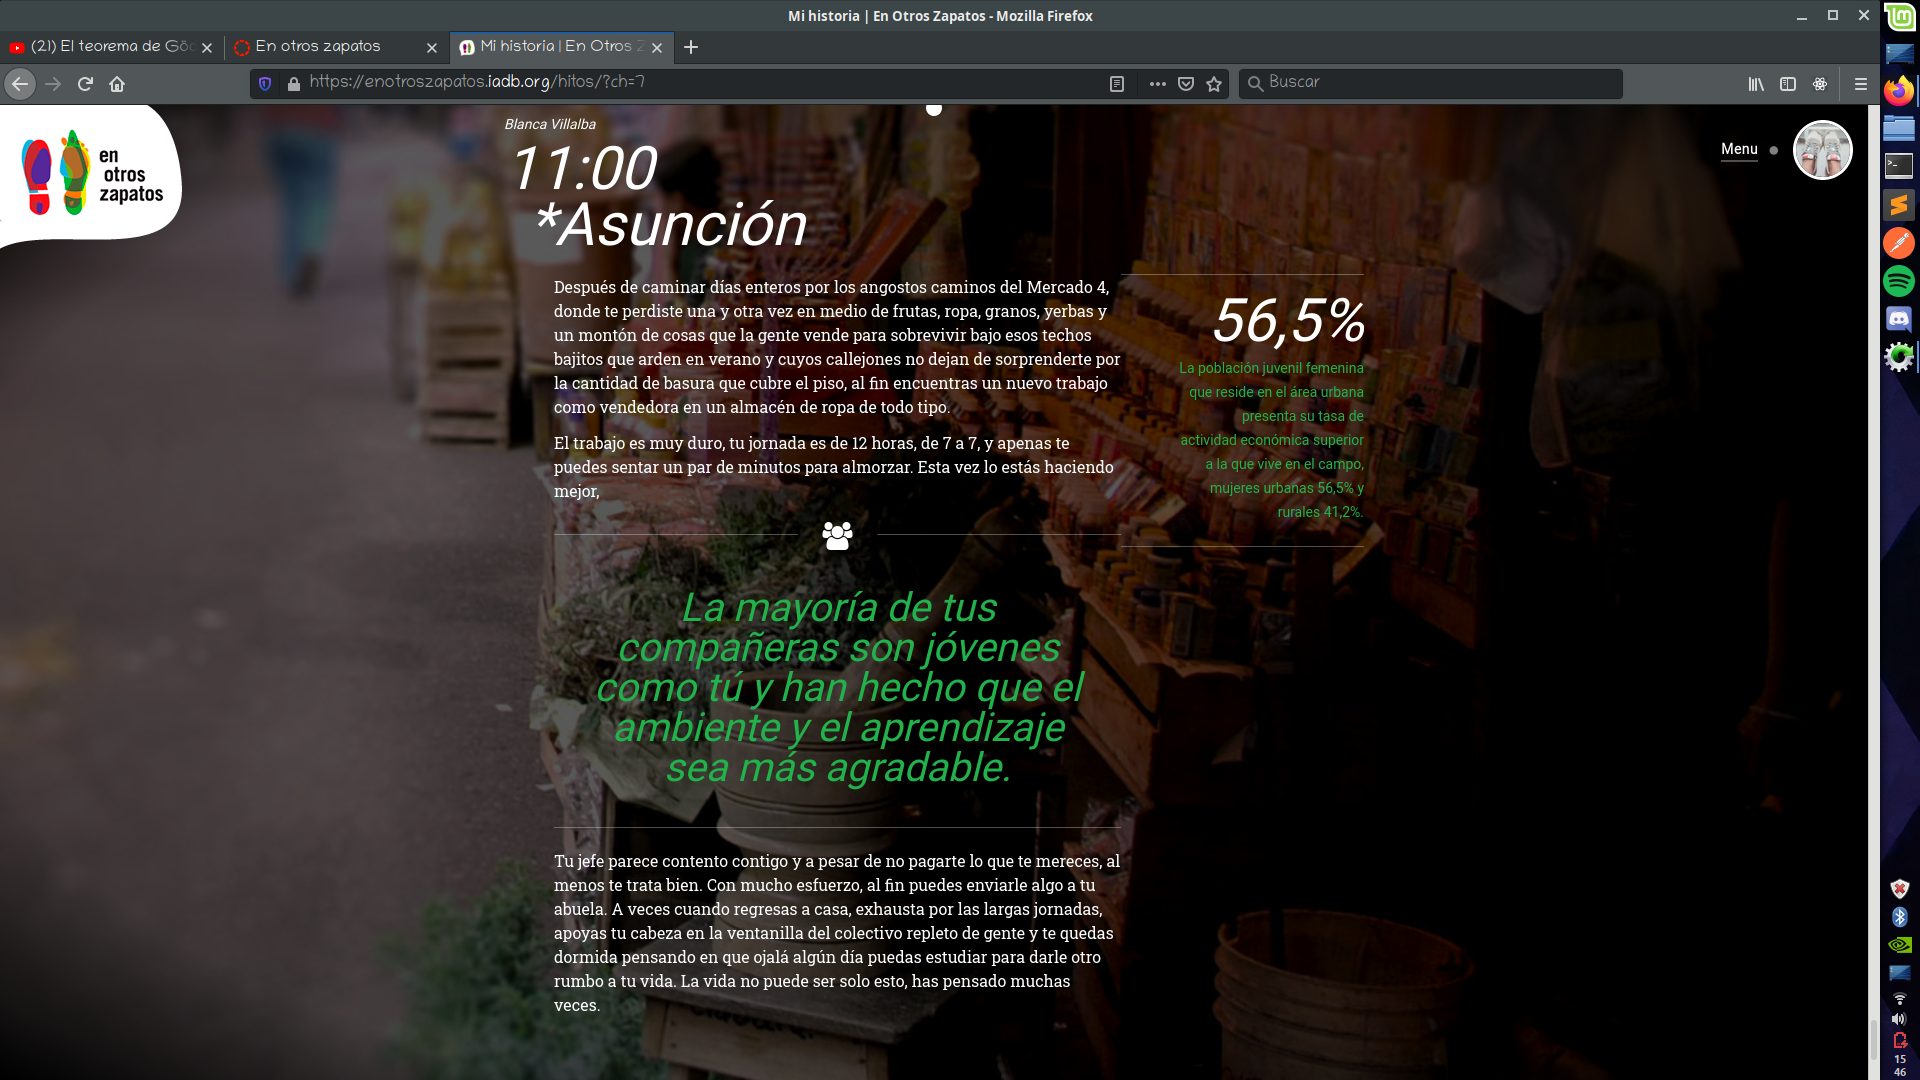 Mi historia | En Otros Zapatos - Mozilla Firefox
(21) El teorema de Göd
En otros zapatos
Mi historia | En Otros Z
https://enotroszapatos.iadb.org/hitos/?ch=7
Buscar
en
otros
zapatos
Menu
Blanca Villalba
11:00
*Asunción
Después de caminar días enteros por los angostos caminos del Mercado 4,
donde te perdiste una y otra vez en medio de frutas, ropa, granos, yerbas y
un montón de cosas que la gente vende para sobrevivir bajo esos techos
bajitos que arden en verano y cuyos callejones no dejan de sorprenderte por
la cantidad de basura que cubre el piso, al fin encuentras un nuevo trabajo
como vendedora en un almacén de ropa de todo tipo.
El trabajo es muy duro, tu jornada es de 12 horas, de 7 a 7, y apenas te
puedes sentar un par de minutos para almorzar. Esta vez lo estás haciendo
mejor,
56,5%
La población juvenil femenina
que reside en el área urbana
presenta su tasa de
actividad económica superior
a la que vive en el campo,
mujeres urbanas 56,5% y
rurales 41,2%.
La mayoría de tus
compañeras son jóvenes
como tú y han hecho que el
ambiente y el aprendizaje
sea más agradable.
Tu jefe parece contento contigo y a pesar de no pagarte lo que te mereces, al
menos te trata bien. Con mucho esfuerzo, al fin puedes enviarle algo a tu
abuela. A veces cuando regresas a casa, exhausta por las largas jornadas,
apoyas tu cabeza en la ventanilla del colectivo repleto de gente y te quedas
dormida pensando en que ojalá algún día puedas estudiar para darle otro
rumbo a tu vida. La vida no puede ser solo esto, has pensado muchas
veces.
15
46